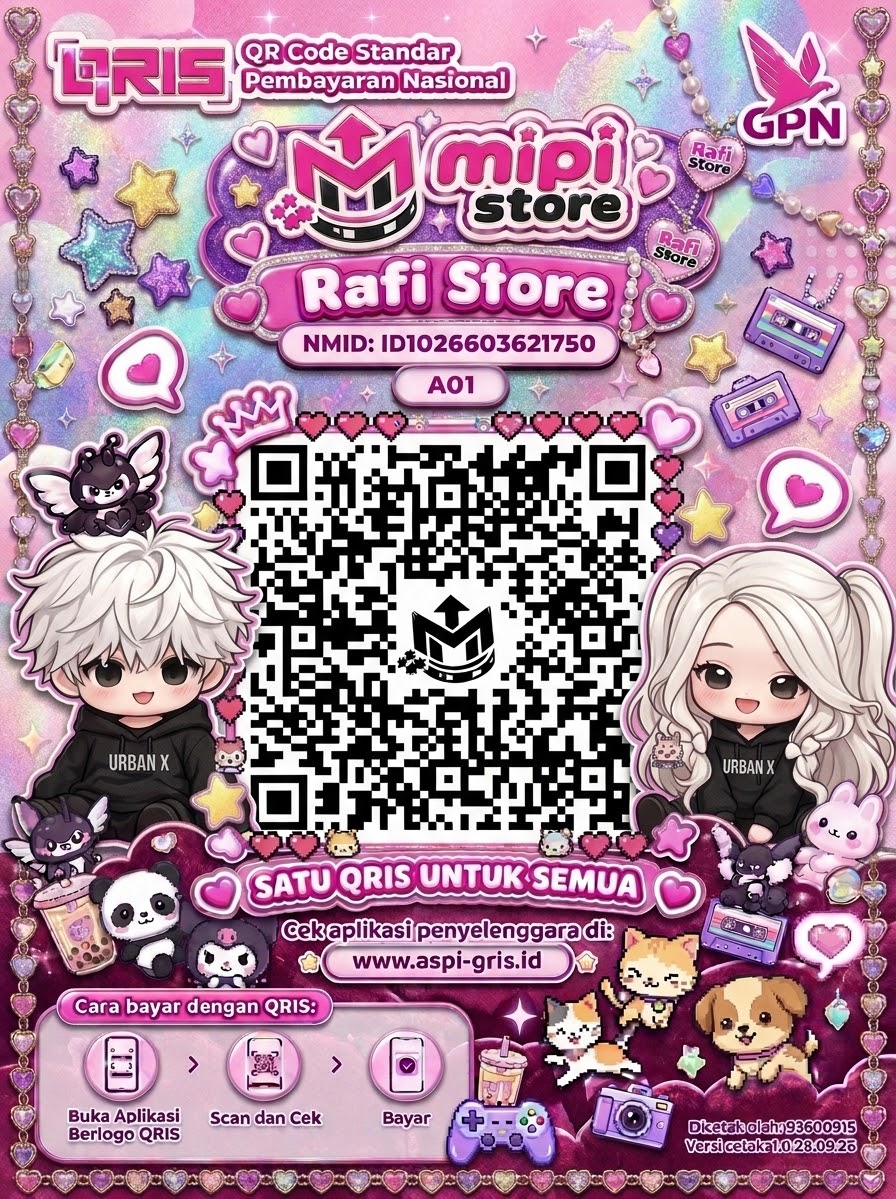 QRIS
QR Code Standar
Pembayaran Nasional
GPN
mipi
store
Rafi
Store
Rafi
Store
Rafi Store
NMID: ID1026603621750
A01
URBAN X
URBAN X
SATU QRIS UNTUK SEMUA
Cek aplikasi penyelenggara di:
www.aspi-qris.id
Cara bayar dengan QRIS:
Buka Aplikasi
Berlogo QRIS
Scan dan Cek
Bayar
Dicetak olah: 93600915
Versi cetak: 1.0 28.09.26